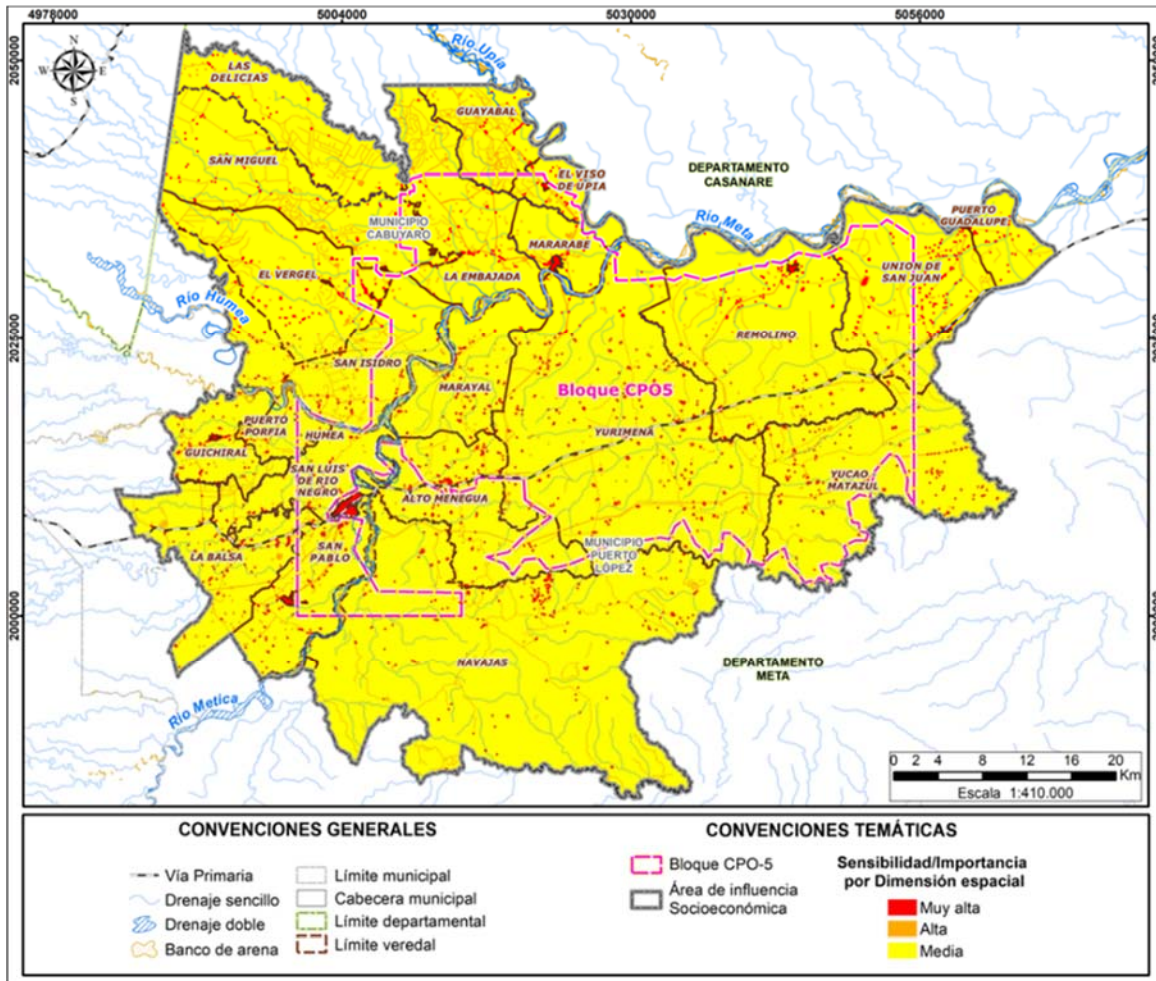 4978000
5004000
5030000
5056000
2050000
2050000
N
W
E
S
Río Upía
LAS
DELICIAS
GUAYABAL
SAN MIGUEL
DEPARTAMENTO
CASANARE
EL VISO
DE UPIA
MUNICIPIO
CABUYARO
Río Meta
PUERTO
GUADALUPE
MARARABE
EL VERGEL
LA EMBAJADA
UNION DE
SAN JUAN
Río Humea
2025000
REMOLINO
SAN ISIDRO
MARAYAL
Bloque CPO5
PUERTO
PORFIA
HUMEA
YURIMENA
GUICHIRAL
SAN LUIS
DE RIO
NEGRO
ALTO MENEGUA
YUCAO
MATAZUL
LA BALSA
SAN
PABLO
MUNICIPIO
PUERTO
LÓPEZ
2000000
NAVAJAS
DEPARTAMENTO
META
Río Metica
0 2 4 8 12 16 20
Km
Escala 1:410.000
CONVENCIONES GENERALES
Vía Primaria
Drenaje sencillo
Drenaje doble
Banco de arena
Límite municipal
Cabecera municipal
Límite departamental
Límite veredal
CONVENCIONES TEMÁTICAS
Bloque CPO-5
Área de influencia
Socioeconómica
Sensibilidad/Importancia
por Dimensión espacial
Muy alta
Alta
Media